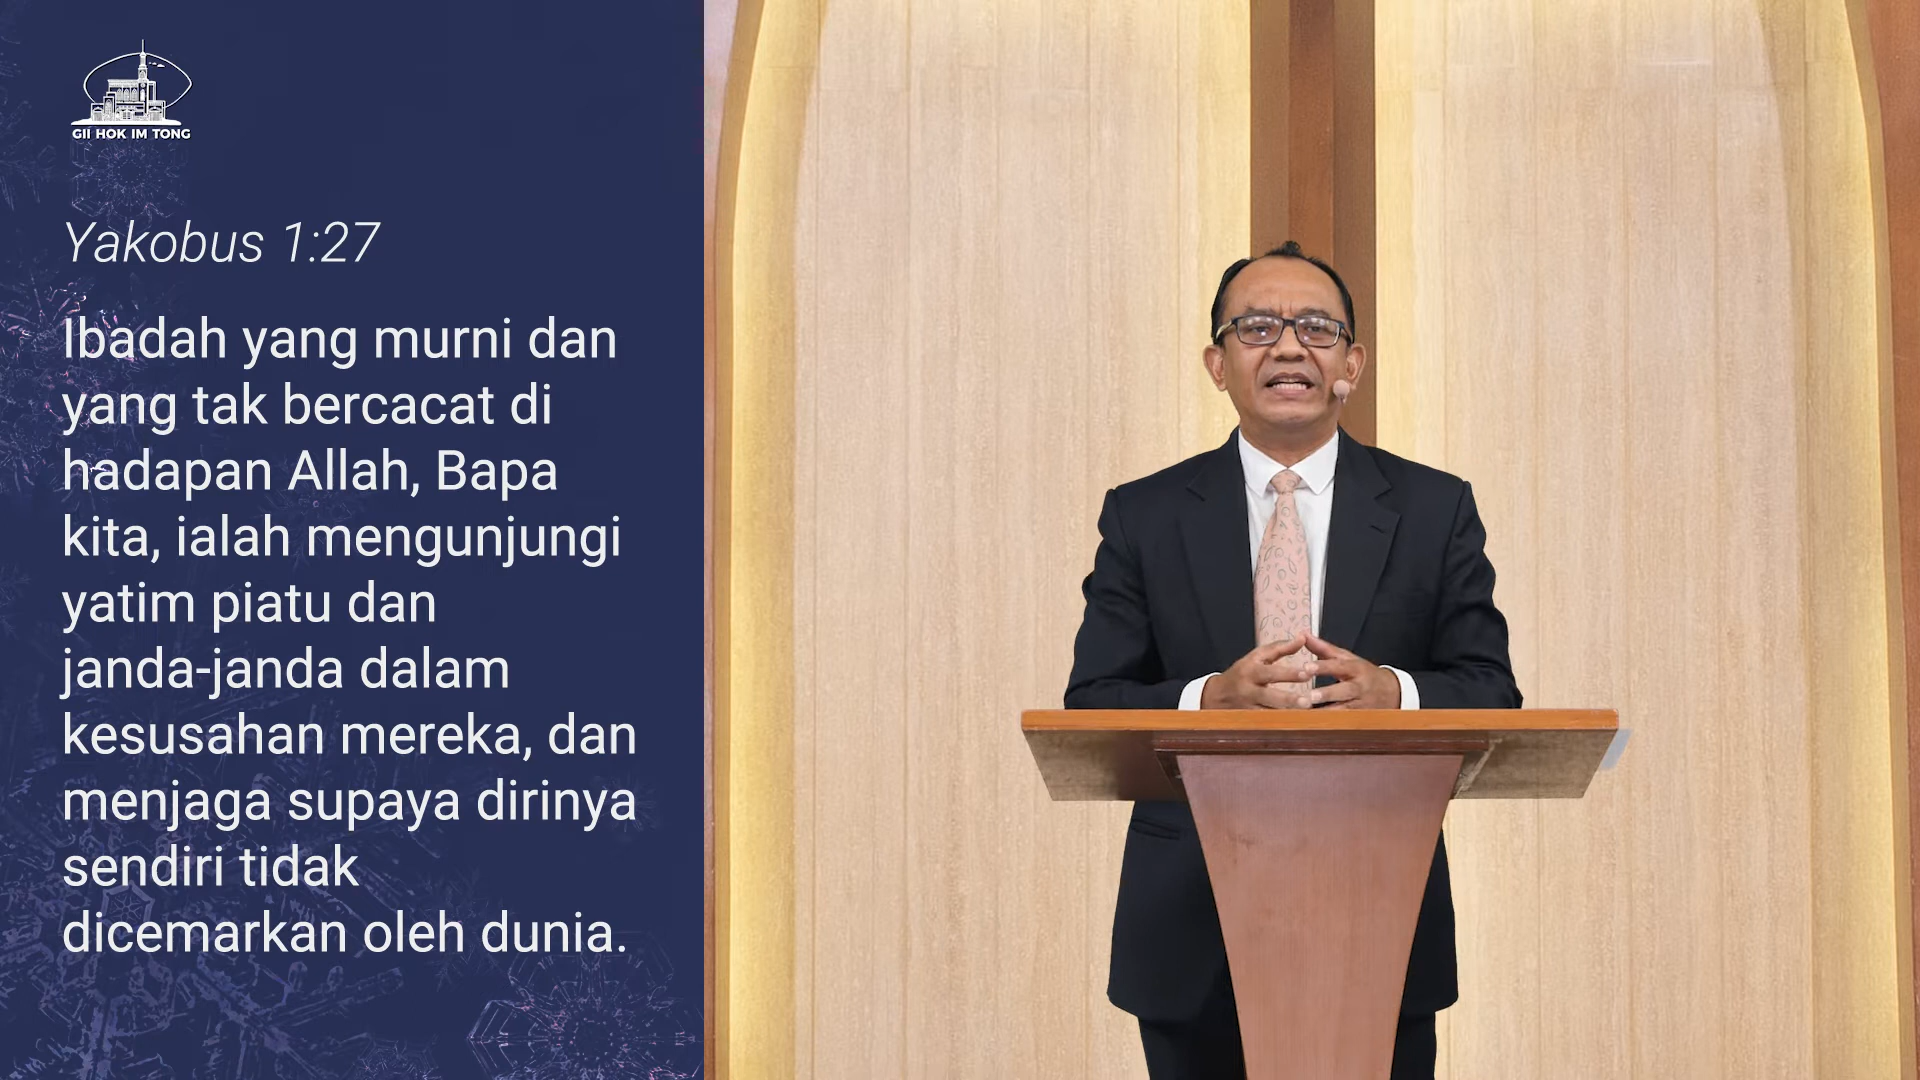 GII HOK IM TONG
Yakobus 1:27
Ibadah yang murni dan
yang tak bercacat di
hadapan Allah, Bapa
kita, ialah mengunjungi
yatim piatu dan
janda-janda dalam
kesusahan mereka, dan
menjaga supaya dirinya
sendiri tidak
dicemarkan oleh dunia.